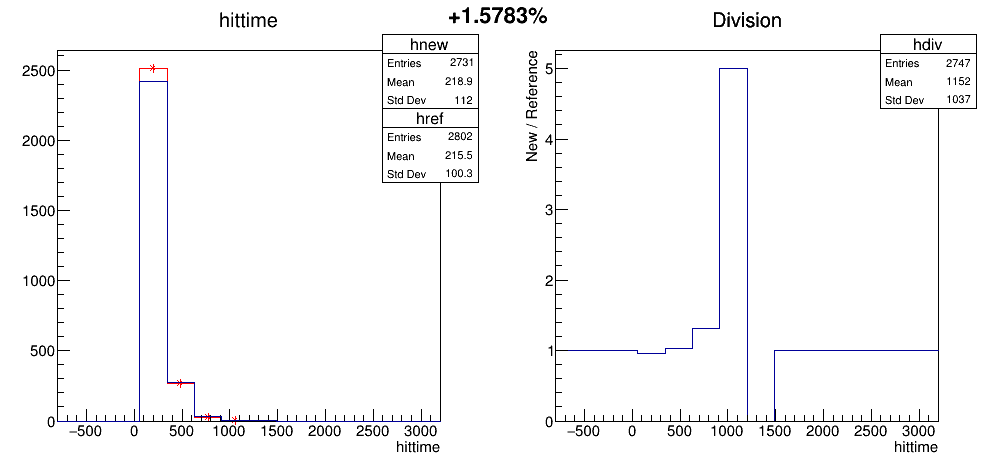 +1.5783%
hittime
hnew
Entries 2731
Mean 218.9
Std Dev 112
href
Entries 2802
Mean 215.5
Std Dev 100.3
2500
2000
1500
1000
500
0
−500 0 500 1000 1500 2000 2500 3000
hittime
Division
hdiv
Entries 2747
Mean 1152
Std Dev 1037
New / Reference
5
4
3
2
1
0
−500 0 500 1000 1500 2000 2500 3000
hittime